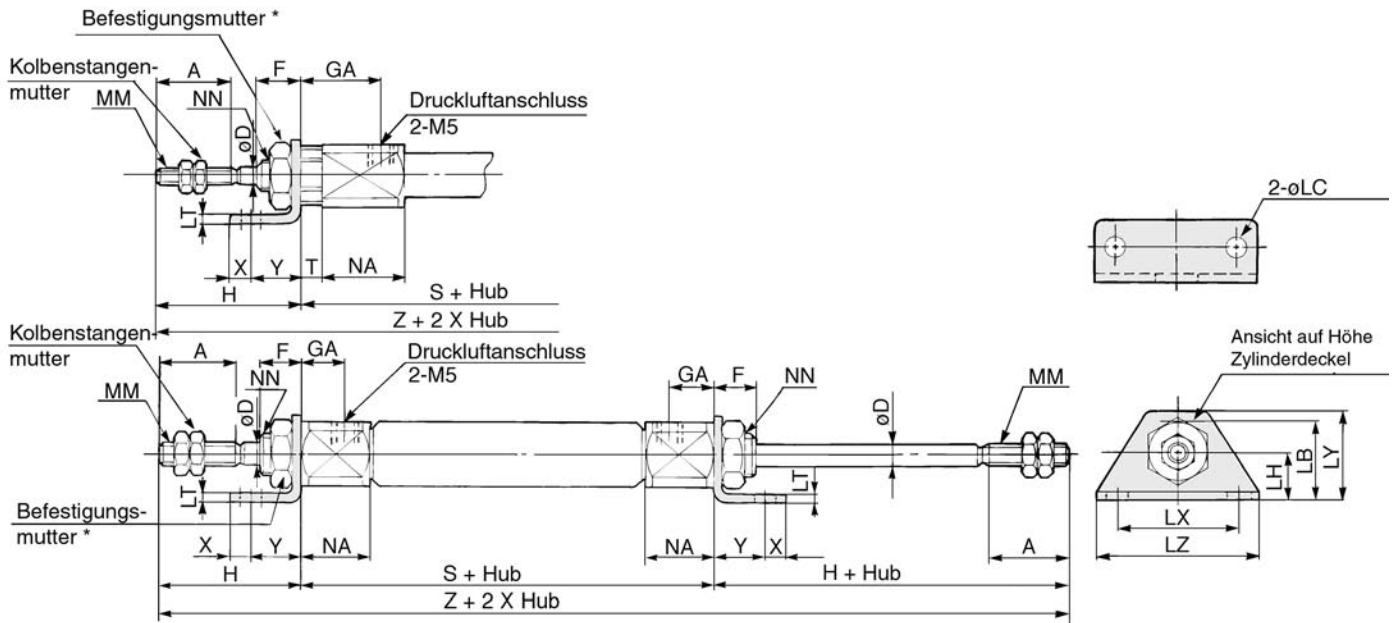 Befestigungsmutter *
Kolbenstangen-
mutter
A
F
GA
MM
NN
Druckluftanschluss
2-M5
øD
LT
X
Y
T
NA
H
S + Hub
Z + 2 X Hub
2-øLC
Kolbenstangen-
mutter
A
F
GA
Druckluftanschluss
2-M5
MM
NN
øD
GA
F
NN
øD
MM
Ansicht auf Höhe
Zylinderdeckel
LT
LT
LH
LB
LY
Befestigungs-
mutter *
X
Y
NA
NA
Y
X
A
LX
LZ
H
S + Hub
H + Hub
Z + 2 X Hub